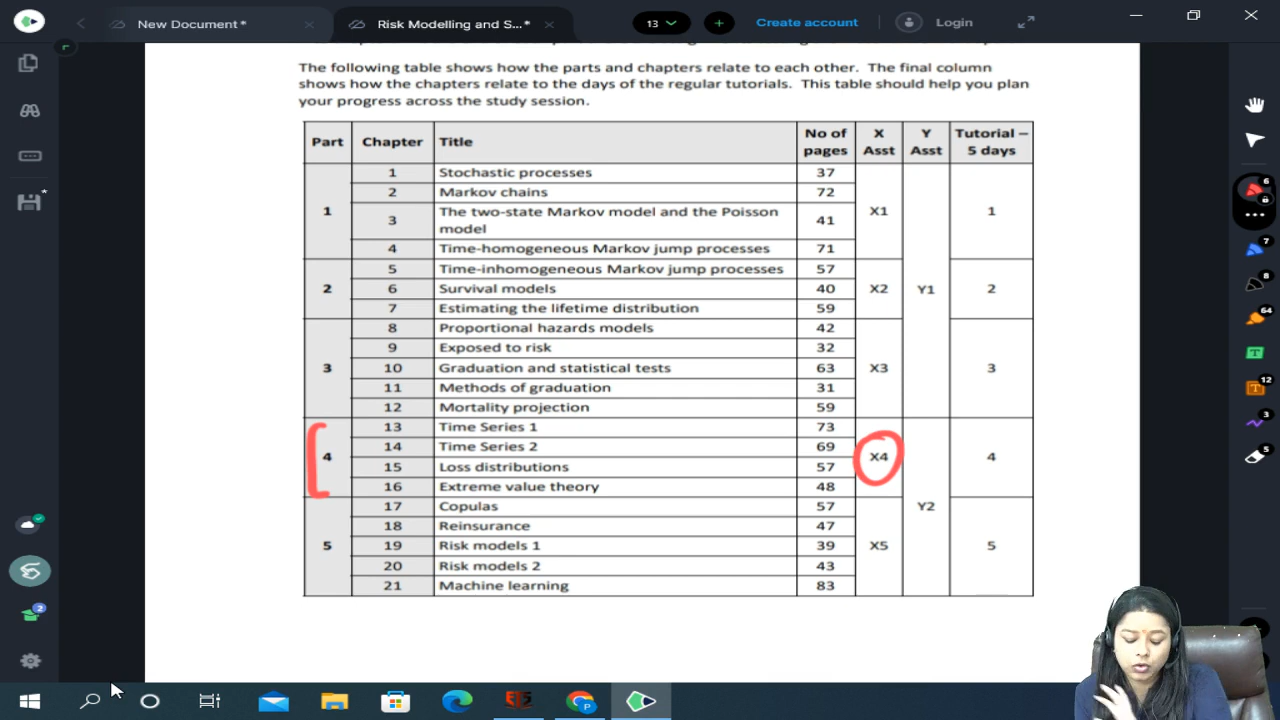 New Document*
Risk Modelling and S...*
13
Create account
Login
The following table shows how the parts and chapters relate to each other. The final column
shows how the chapters relate to the days of the regular tutorials. This table should help you plan
your progress across the study session.
Part Chapter Title No of pages X Asst Y Asst Tutorial – 5 days
1 Stochastic processes 37
2 Markov chains 72
1 3 The two-state Markov model and the Poisson model 41 X1 1
4 Time-homogeneous Markov jump processes 71
5 Time-inhomogeneous Markov jump processes 57
2 6 Survival models 40 X2 Y1 2
7 Estimating the lifetime distribution 59
8 Proportional hazards models 42
9 Exposed to risk 32
3 10 Graduation and statistical tests 63 X3 3
11 Methods of graduation 31
12 Mortality projection 59
13 Time Series 1 73
14 Time Series 2 69
4 X4 4
15 Loss distributions 57
16 Extreme value theory 48
17 Copulas 57 Y2
18 Reinsurance 47
5 19 Risk models 1 39 X5 5
20 Risk models 2 43
21 Machine learning 83
6
7
8
64
12
3
5
2